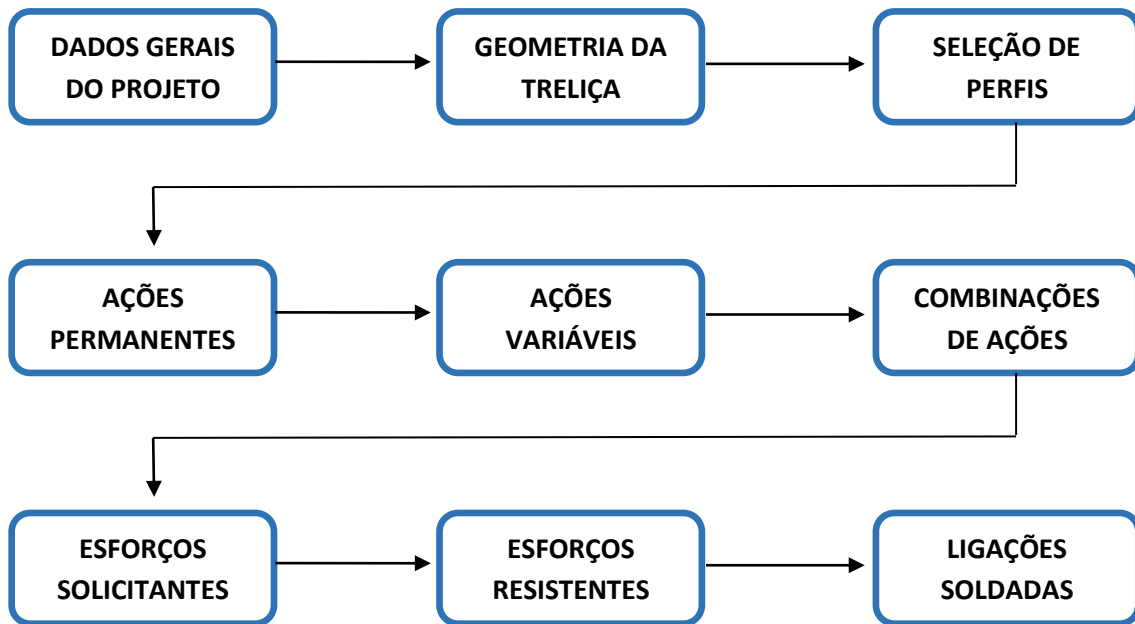 DADOS GERAIS
DO PROJETO
GEOMETRIA DA
TRELIÇA
SELEÇÃO DE
PERFIS
AÇÕES
PERMANENTES
AÇÕES
VARIÁVEIS
COMBINAÇÕES
DE AÇÕES
ESFORÇOS
SOLICITANTES
ESFORÇOS
RESISTENTES
LIGAÇÕES
SOLDADAS